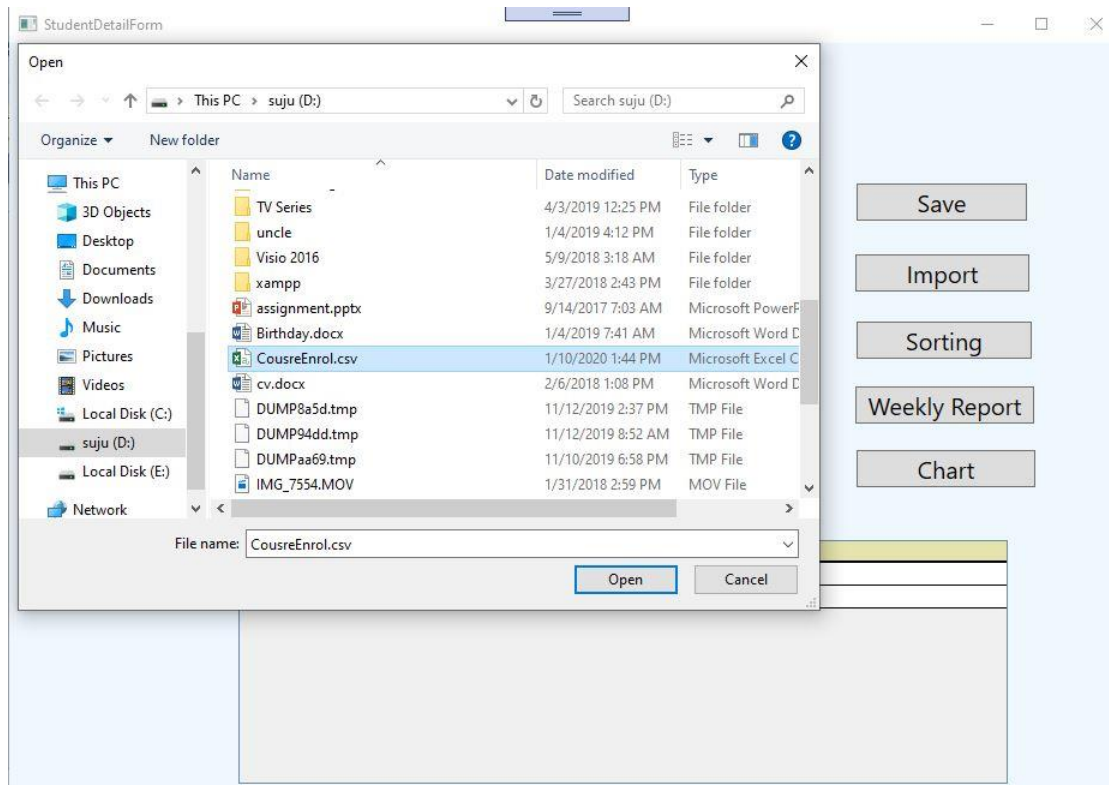 StudentDetailForm
Open
This PC > suju (D:)
Search suju (D:)
Organize
New folder
Name Date modified Type
This PC
3D Objects
Desktop
Documents
Downloads
Music
Pictures
Videos
Local Disk (C:)
suju (D:)
Local Disk (E:)
Network
TV Series 4/3/2019 12:25 PM File folder
uncle 1/4/2019 4:12 PM File folder
Visio 2016 5/9/2018 3:18 AM File folder
xampp 3/27/2018 2:43 PM File folder
assignment.pptx 9/14/2017 7:03 AM Microsoft PowerP
Birthday.docx 1/4/2019 7:41 AM Microsoft Word D
CousreEnrol.csv 1/10/2020 1:44 PM Microsoft Excel C
cv.docx 2/6/2018 1:08 PM Microsoft Word D
DUMP8a5d.tmp 11/12/2019 2:37 PM TMP File
DUMP94dd.tmp 11/12/2019 8:52 AM TMP File
DUMPaa69.tmp 11/10/2019 6:58 PM TMP File
IMG_7554.MOV 1/31/2018 2:59 PM MOV File
File name: CousreEnrol.csv
Open Cancel
Save
Import
Sorting
Weekly Report
Chart